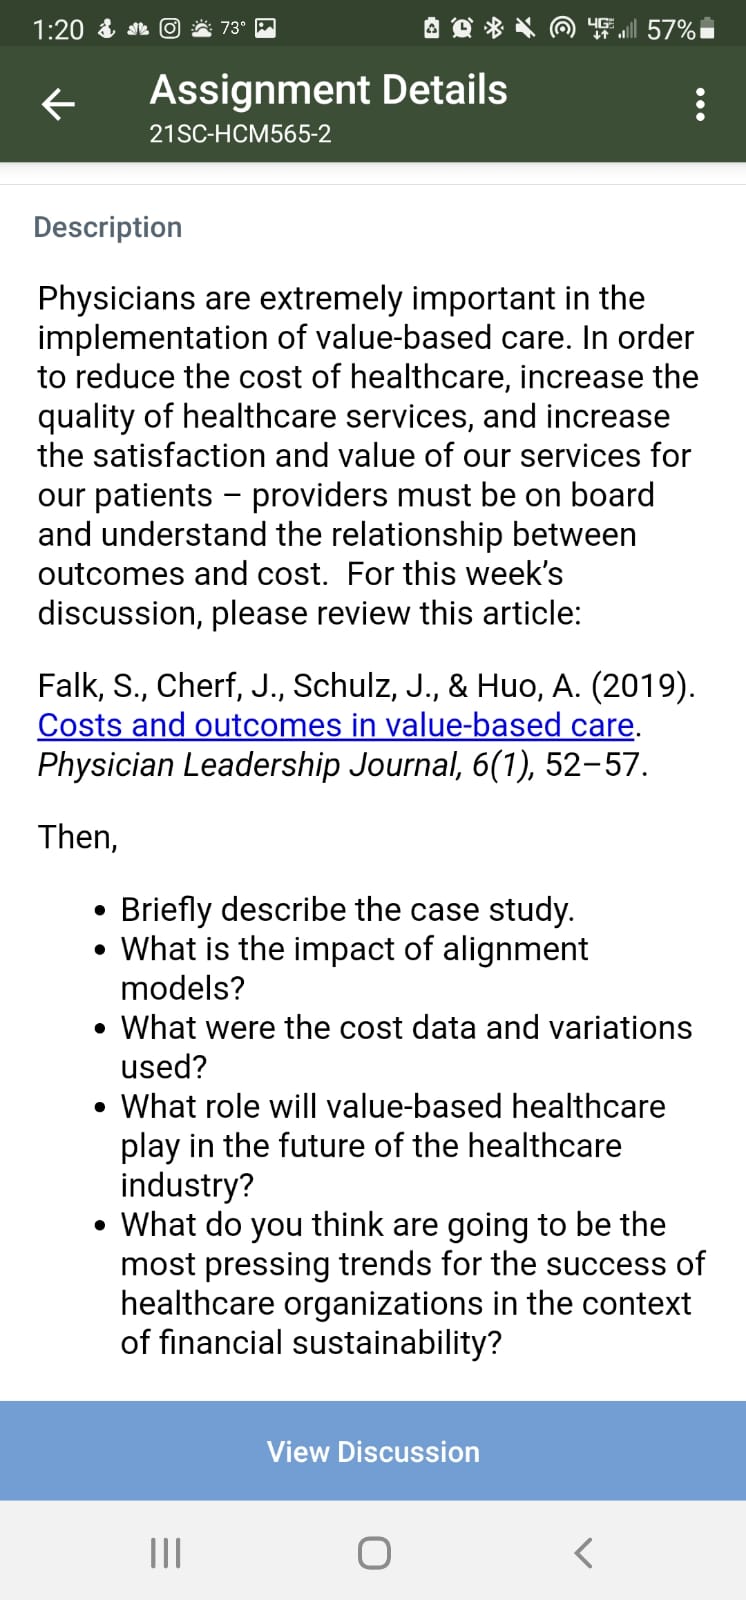 1:20 73° 4GE 57%
Assignment Details
21SC-HCM565-2
Description
Physicians are extremely important in the
implementation of value-based care. In order
to reduce the cost of healthcare, increase the
quality of healthcare services, and increase
the satisfaction and value of our services for
our patients – providers must be on board
and understand the relationship between
outcomes and cost.  For this week’s
discussion, please review this article:
Falk, S., Cherf, J., Schulz, J., & Huo, A. (2019).
Costs and outcomes in value-based care.
Physician Leadership Journal, 6(1), 52–57.
Then,
• Briefly describe the case study.
• What is the impact of alignment
models?
• What were the cost data and variations
used?
• What role will value-based healthcare
play in the future of the healthcare
industry?
• What do you think are going to be the
most pressing trends for the success of
healthcare organizations in the context
of financial sustainability?
View Discussion